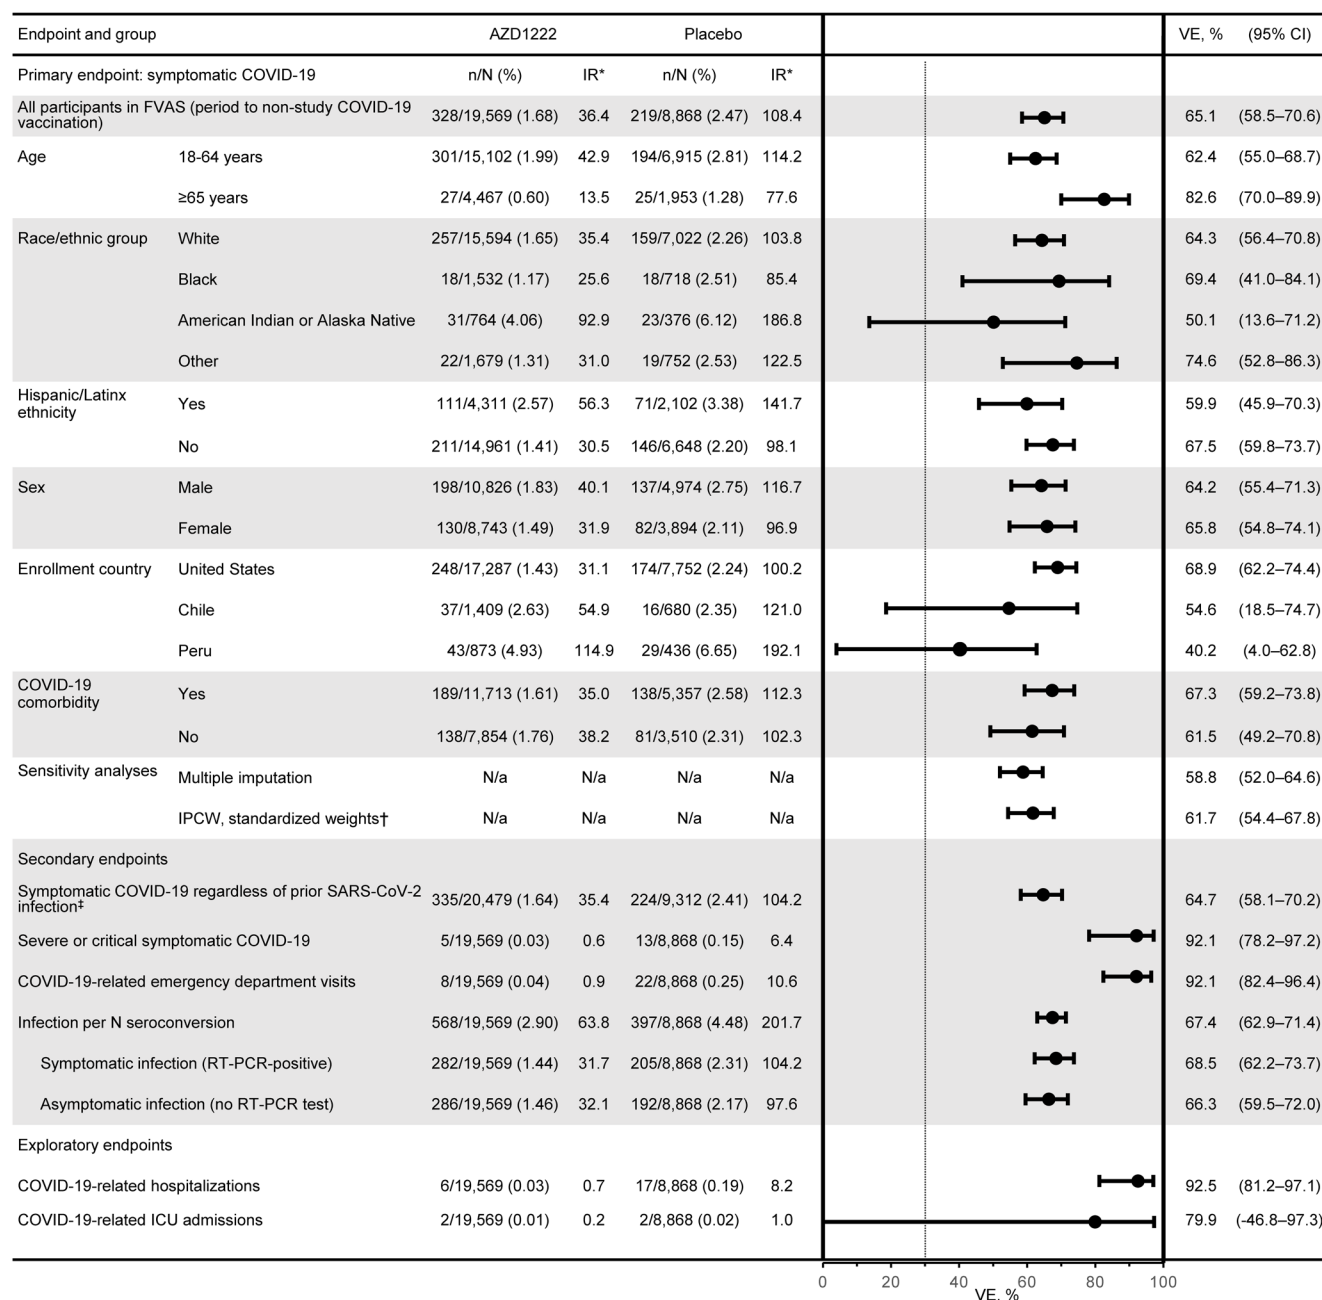 Endpoint and group AZD1222 Placebo VE, % (95% CI)
Primary endpoint: symptomatic COVID-19 n/N (%) IR* n/N (%) IR*
All participants in FVAS (period to non-study COVID-19
vaccination) 328/19,569 (1.68) 36.4 219/8,868 (2.47) 108.4 65.1 (58.5–70.6)
Age 18-64 years 301/15,102 (1.99) 42.9 194/6,915 (2.81) 114.2 62.4 (55.0–68.7)
≥65 years 27/4,467 (0.60) 13.5 25/1,953 (1.28) 77.6 82.6 (70.0–89.9)
Race/ethnic group White 257/15,594 (1.65) 35.4 159/7,022 (2.26) 103.8 64.3 (56.4–70.8)
Black 18/1,532 (1.17) 25.6 18/718 (2.51) 85.4 69.4 (41.0–84.1)
American Indian or Alaska Native 31/764 (4.06) 92.9 23/376 (6.12) 186.8 50.1 (13.6–71.2)
Other 22/1,679 (1.31) 31.0 19/752 (2.53) 122.5 74.6 (52.8–86.3)
Hispanic/Latinx
ethnicity Yes 111/4,311 (2.57) 56.3 71/2,102 (3.38) 141.7 59.9 (45.9–70.3)
No 211/14,961 (1.41) 30.5 146/6,648 (2.20) 98.1 67.5 (59.8–73.7)
Sex Male 198/10,826 (1.83) 40.1 137/4,974 (2.75) 116.7 64.2 (55.4–71.3)
Female 130/8,743 (1.49) 31.9 82/3,894 (2.11) 96.9 65.8 (54.8–74.1)
Enrollment country United States 248/17,287 (1.43) 31.1 174/7,752 (2.24) 100.2 68.9 (62.2–74.4)
Chile 37/1,409 (2.63) 54.9 16/680 (2.35) 121.0 54.6 (18.5–74.7)
Peru 43/873 (4.93) 114.9 29/436 (6.65) 192.1 40.2 (4.0–62.8)
COVID-19
comorbidity Yes 189/11,713 (1.61) 35.0 138/5,357 (2.58) 112.3 67.3 (59.2–73.8)
No 138/7,854 (1.76) 38.2 81/3,510 (2.31) 102.3 61.5 (49.2–70.8)
Sensitivity analyses Multiple imputation N/a N/a N/a N/a 58.8 (52.0–64.6)
IPCW, standardized weights† N/a N/a N/a N/a 61.7 (54.4–67.8)
Secondary endpoints
Symptomatic COVID-19 regardless of prior SARS-CoV-2
infection‡ 335/20,479 (1.64) 35.4 224/9,312 (2.41) 104.2 64.7 (58.1–70.2)
Severe or critical symptomatic COVID-19 5/19,569 (0.03) 0.6 13/8,868 (0.15) 6.4 92.1 (78.2–97.2)
COVID-19-related emergency department visits 8/19,569 (0.04) 0.9 22/8,868 (0.25) 10.6 92.1 (82.4–96.4)
Infection per N seroconversion 568/19,569 (2.90) 63.8 397/8,868 (4.48) 201.7 67.4 (62.9–71.4)
Symptomatic infection (RT-PCR-positive) 282/19,569 (1.44) 31.7 205/8,868 (2.31) 104.2 68.5 (62.2–73.7)
Asymptomatic infection (no RT-PCR test) 286/19,569 (1.46) 32.1 192/8,868 (2.17) 97.6 66.3 (59.5–72.0)
Exploratory endpoints
COVID-19-related hospitalizations 6/19,569 (0.03) 0.7 17/8,868 (0.19) 8.2 92.5 (81.2–97.1)
COVID-19-related ICU admissions 2/19,569 (0.01) 0.2 2/8,868 (0.02) 1.0 79.9 (-46.8–97.3)
0 20 40 60 80 100
VE, %